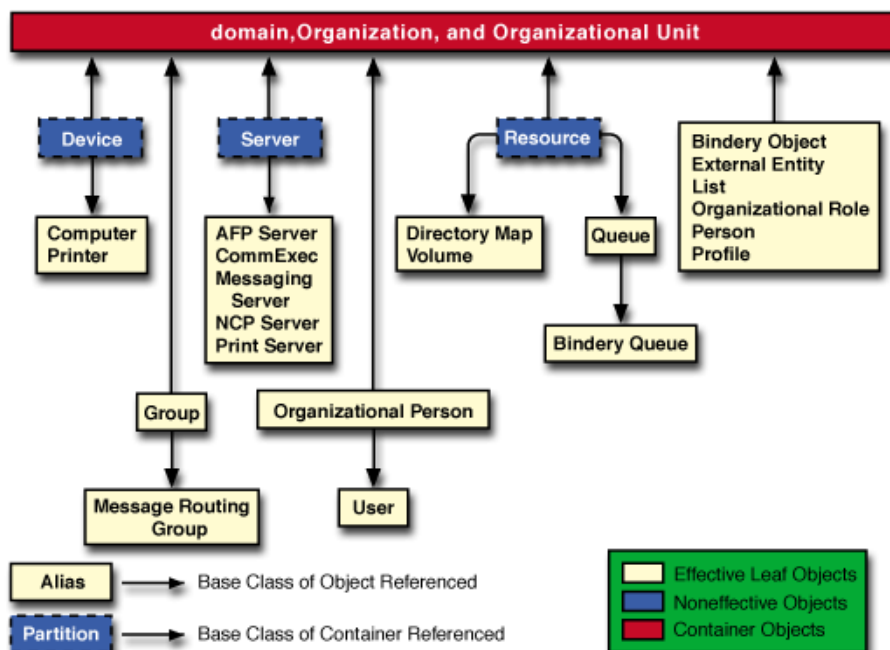 domain,Organization, and Organizational Unit
Device
Server
Resource
Bindery Object
External Entity
List
Organizational Role
Person
Profile
Computer
Printer
AFP Server
CommExec
Messaging
Server
NCP Server
Print Server
Directory Map
Volume
Queue
Bindery Queue
Group
Organizational Person
Message Routing
Group
User
Alias
Base Class of Object Referenced
Partition
Base Class of Container Referenced
Effective Leaf Objects
Noneffective Objects
Container Objects